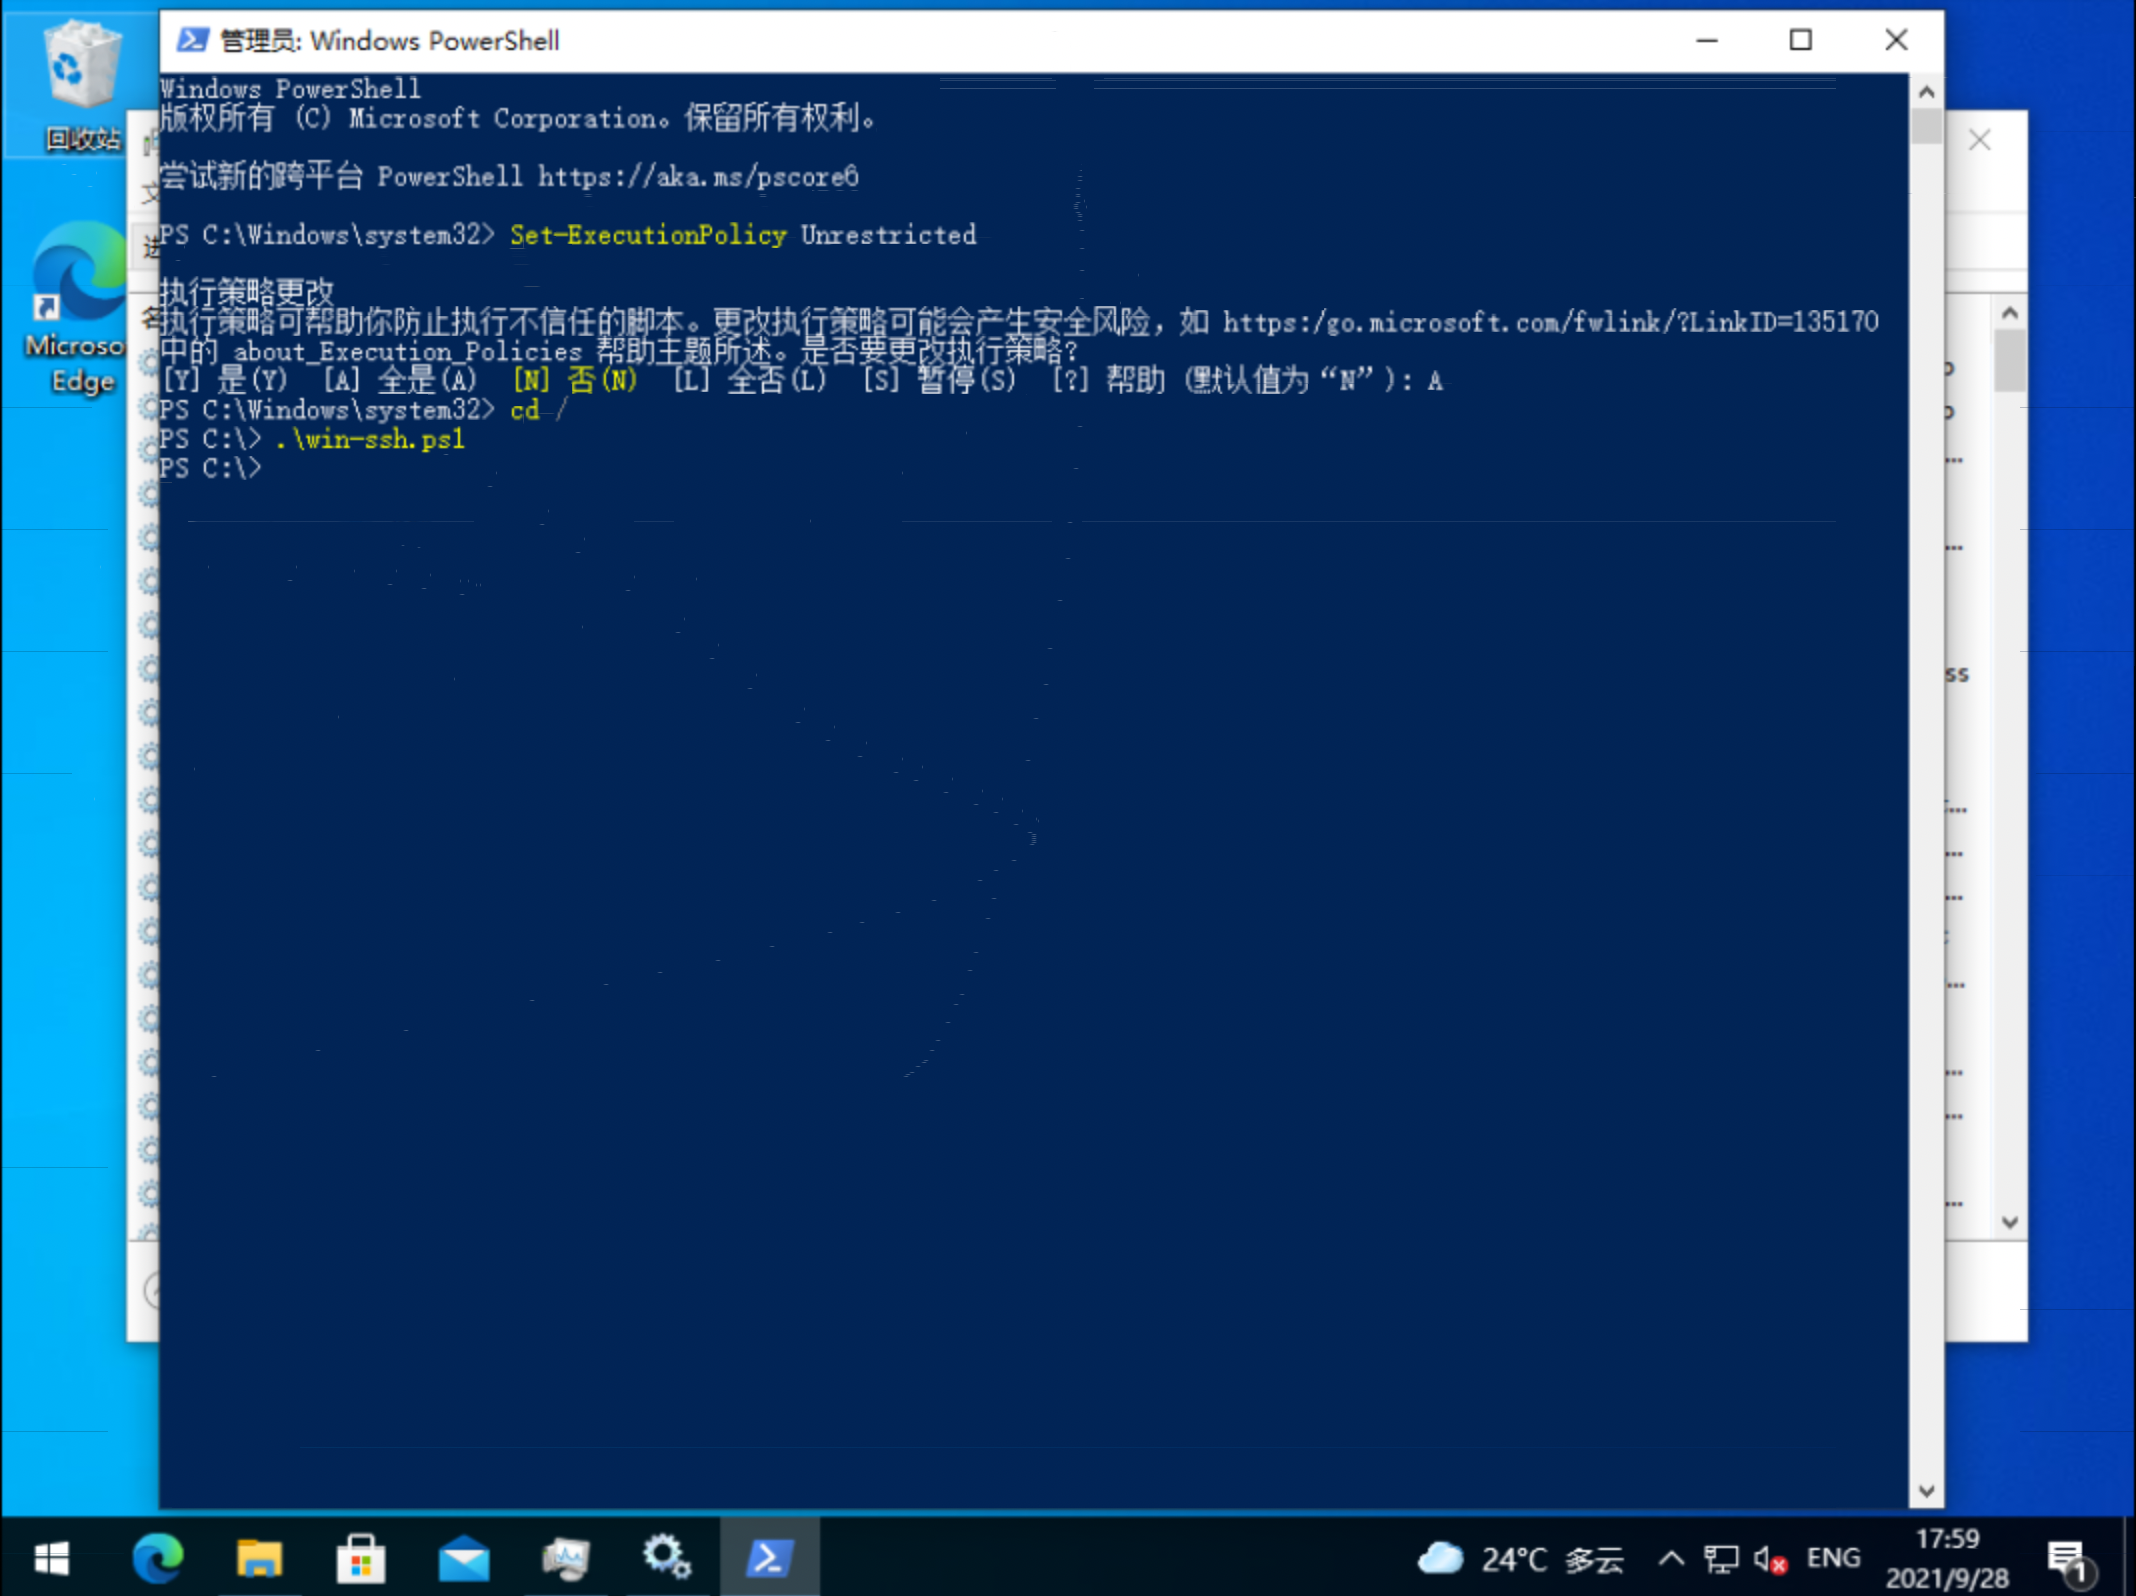 管理员: Windows PowerShell
回收站
Microso
Edge
Windows PowerShell
版权所有 (C) Microsoft Corporation。保留所有权利。
尝试新的跨平台 PowerShell https://aka.ms/pscore6
PS C:\Windows\system32> Set-ExecutionPolicy Unrestricted
执行策略更改
执行策略可帮助你防止执行不信任的脚本。更改执行策略可能会产生安全风险，如 https:/go.microsoft.com/fwlink/?LinkID=135170
中的 about_Execution_Policies 帮助主题所述。是否要更改执行策略?
[Y] 是(Y)  [A] 全是(A)  [N] 否(N)  [L] 全否(L)  [S] 暂停(S)  [?] 帮助 (默认值为“N”): A
PS C:\Windows\system32> cd /
PS C:\> .\win-ssh.ps1
PS C:\>
ss
24°C 多云
ENG
17:59
2021/9/28
1